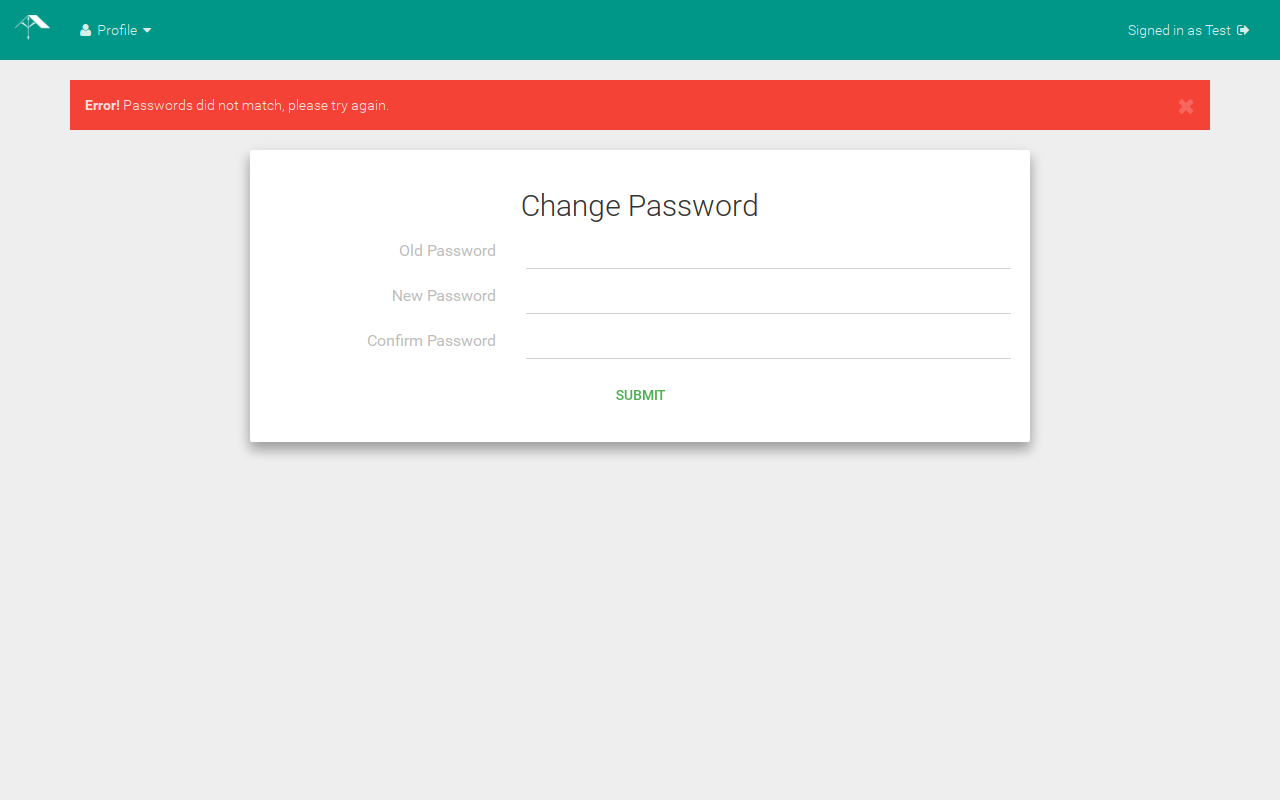 Profile
Signed in as Test
Error! Passwords did not match, please try again.
Change Password
Old Password
New Password
Confirm Password
SUBMIT